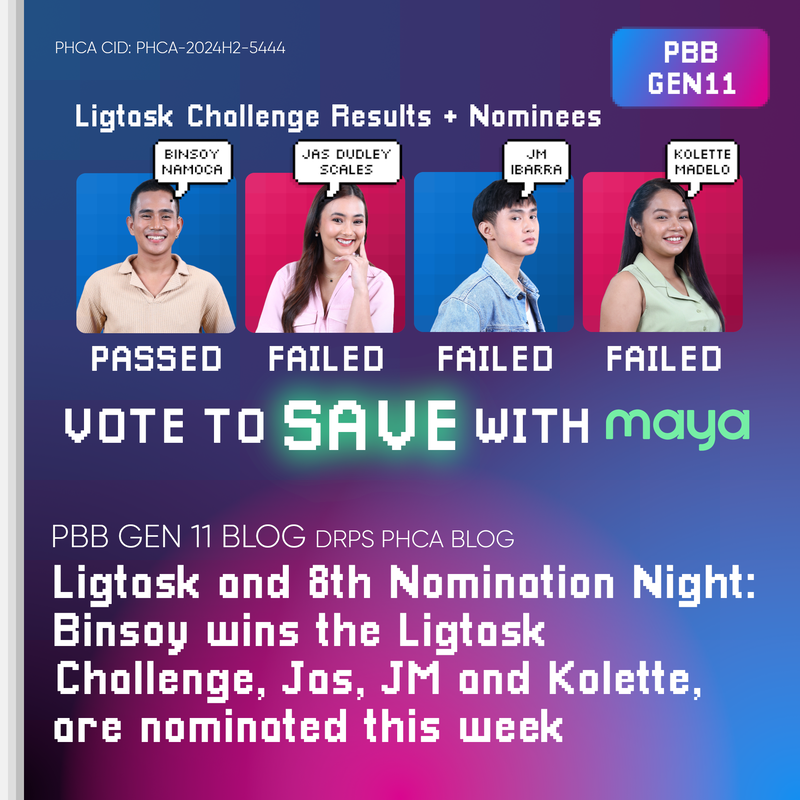 PHCA CID: PHCA-2024H2-5444
PBB
GEN11
Ligtask Challenge Results + Nominees
BINSOY
NAMOCA
JAS DUDLEY
SCALES
JM
IBARRA
KOLETTE
MADELO
PASSED
FAILED
FAILED
FAILED
VOTE TO SAVE WITH maya
PBB GEN 11 BLOG DRPS PHCA BLOG
Ligtask and 8th Nomination Night:
Binsoy wins the Ligtask
Challenge, Jas, JM and Kolette,
are nominated this week